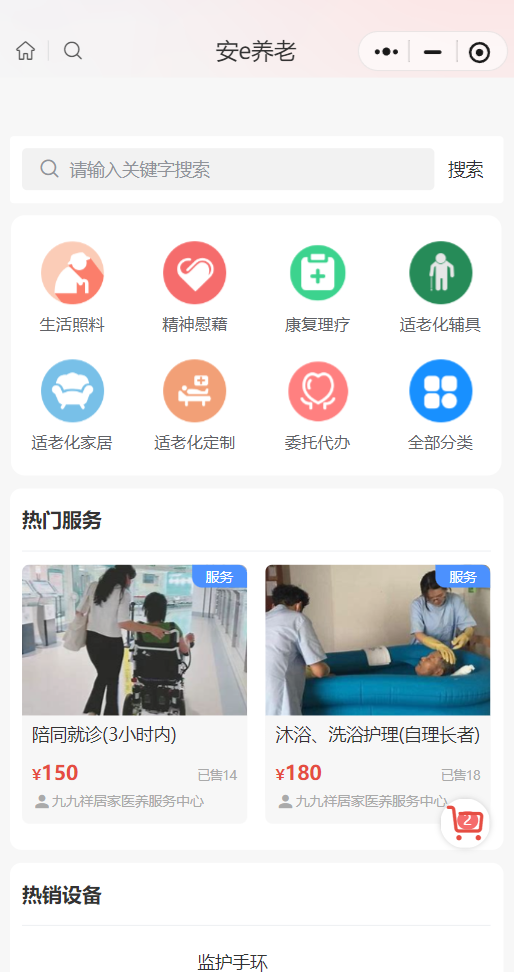 安e养老
请输入关键字搜索
搜索
生活照料
精神慰藉
康复理疗
适老化辅具
适老化家居
适老化定制
委托代办
全部分类
热门服务
服务
服务
陪同就诊(3小时内)
沐浴、洗浴护理(自理长者)
¥150
已售14
¥180
已售18
九九祥居家医养服务中心
九九祥居家医养服务中心
2
热销设备
监护手环